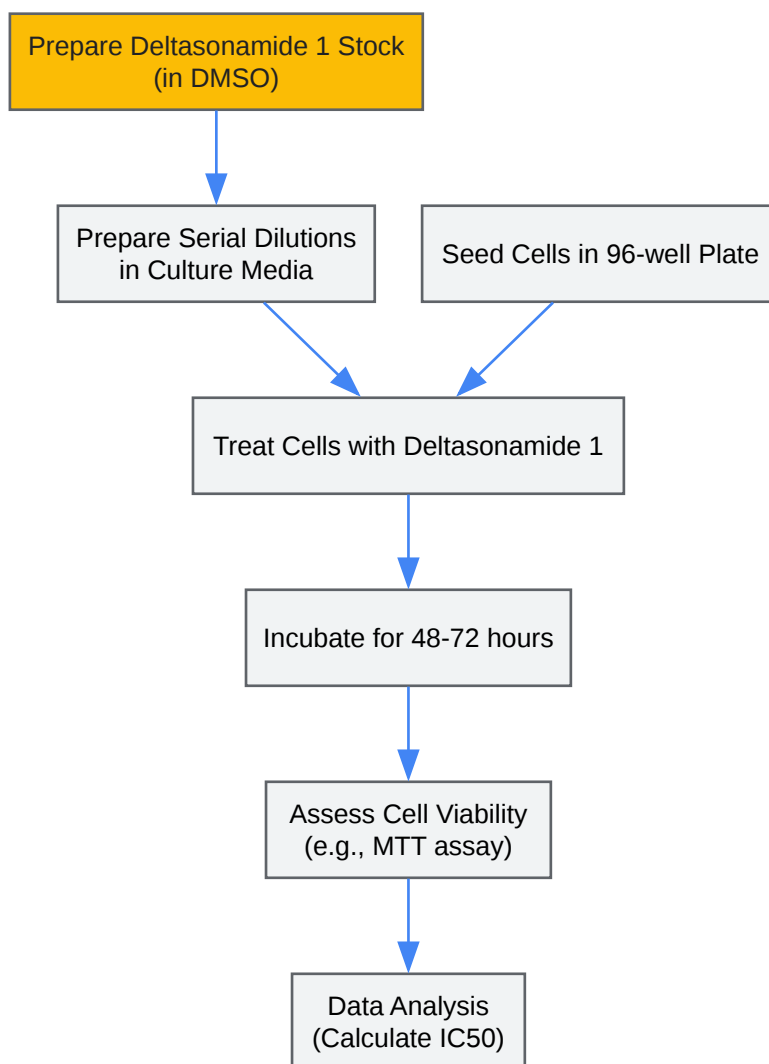 Prepare Deltasonamide 1 Stock
(in DMSO)
Prepare Serial Dilutions
in Culture Media
Seed Cells in 96-well Plate
Treat Cells with Deltasonamide 1
Incubate for 48-72 hours
Assess Cell Viability
(e.g., MTT assay)
Data Analysis
(Calculate IC50)